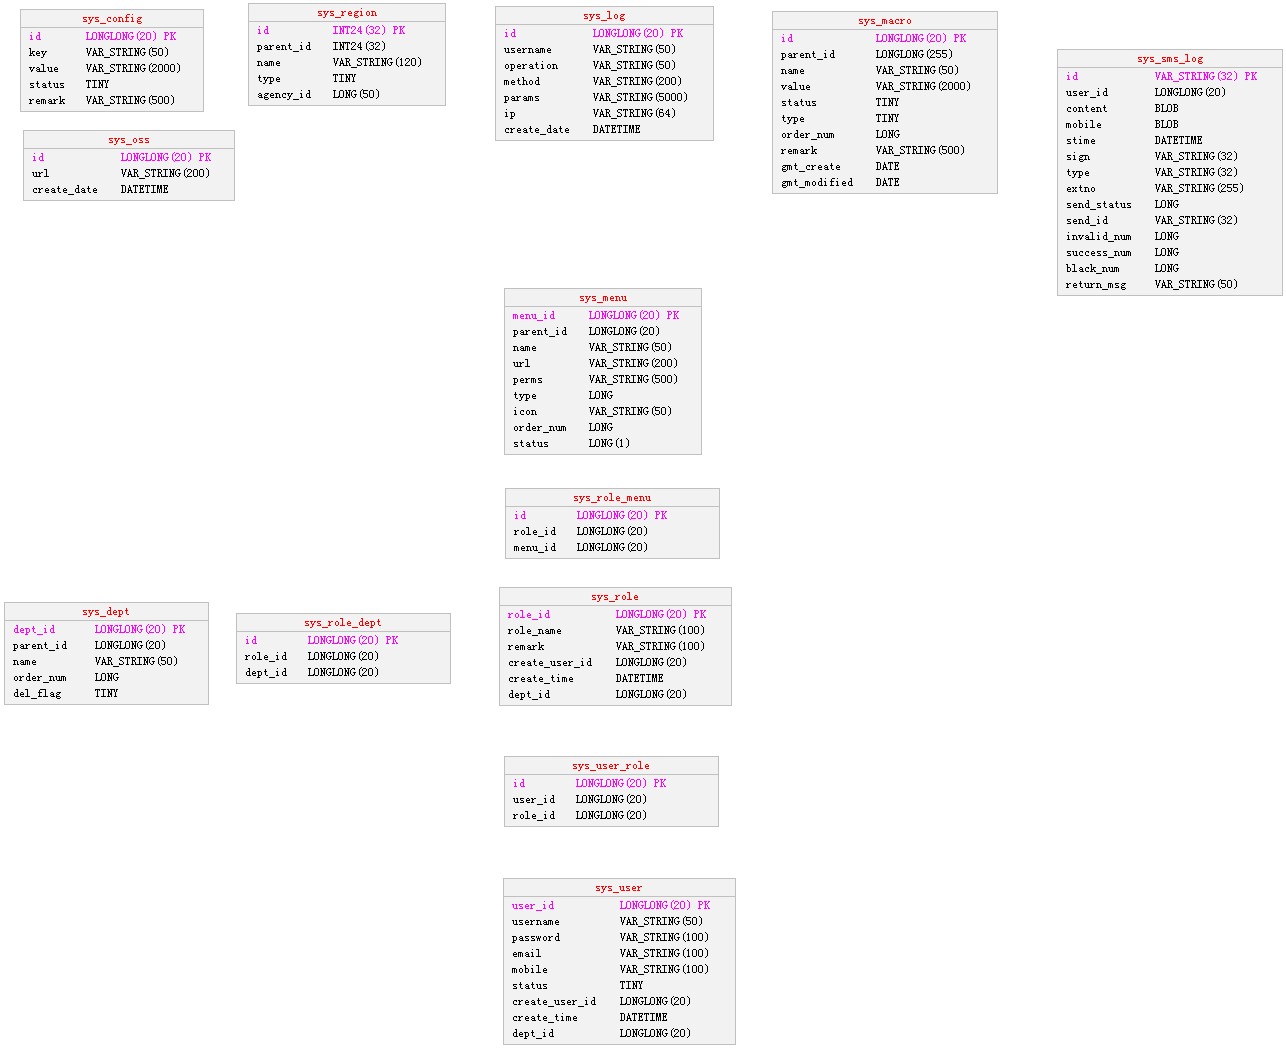 sys_config
id LONGLONG(20) PK
key VAR_STRING(50)
value VAR_STRING(2000)
status TINY
remark VAR_STRING(500)
sys_region
id INT24(32) PK
parent_id INT24(32)
name VAR_STRING(120)
type TINY
agency_id LONG(50)
sys_log
id LONGLONG(20) PK
username VAR_STRING(50)
operation VAR_STRING(50)
method VAR_STRING(200)
params VAR_STRING(5000)
ip VAR_STRING(64)
create_date DATETIME
sys_macro
id LONGLONG(20) PK
parent_id LONGLONG(255)
name VAR_STRING(50)
value VAR_STRING(2000)
status TINY
type TINY
order_num LONG
remark VAR_STRING(500)
gmt_create DATE
gmt_modified DATE
sys_sms_log
id VAR_STRING(32) PK
user_id LONGLONG(20)
content BLOB
mobile BLOB
stime DATETIME
sign VAR_STRING(32)
type VAR_STRING(32)
extno VAR_STRING(255)
send_status LONG
send_id VAR_STRING(32)
invalid_num LONG
success_num LONG
black_num LONG
return_msg VAR_STRING(50)
sys_oss
id LONGLONG(20) PK
url VAR_STRING(200)
create_date DATETIME
sys_menu
menu_id LONGLONG(20) PK
parent_id LONGLONG(20)
name VAR_STRING(50)
url VAR_STRING(200)
perms VAR_STRING(500)
type LONG
icon VAR_STRING(50)
order_num LONG
status LONG(1)
sys_role_menu
id LONGLONG(20) PK
role_id LONGLONG(20)
menu_id LONGLONG(20)
sys_dept
dept_id LONGLONG(20) PK
parent_id LONGLONG(20)
name VAR_STRING(50)
order_num LONG
del_flag TINY
sys_role_dept
id LONGLONG(20) PK
role_id LONGLONG(20)
dept_id LONGLONG(20)
sys_role
role_id LONGLONG(20) PK
role_name VAR_STRING(100)
remark VAR_STRING(100)
create_user_id LONGLONG(20)
create_time DATETIME
dept_id LONGLONG(20)
sys_user_role
id LONGLONG(20) PK
user_id LONGLONG(20)
role_id LONGLONG(20)
sys_user
user_id LONGLONG(20) PK
username VAR_STRING(50)
password VAR_STRING(100)
email VAR_STRING(100)
mobile VAR_STRING(100)
status TINY
create_user_id LONGLONG(20)
create_time DATETIME
dept_id LONGLONG(20)